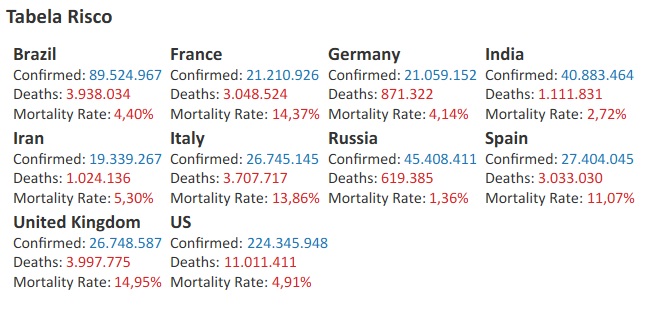 Tabela Risco
Brazil
Confirmed: 89.524.967
Deaths: 3.938.034
Mortality Rate: 4,40%
France
Confirmed: 21.210.926
Deaths: 3.048.524
Mortality Rate: 14,37%
Germany
Confirmed: 21.059.152
Deaths: 871.322
Mortality Rate: 4,14%
India
Confirmed: 40.883.464
Deaths: 1.111.831
Mortality Rate: 2,72%
Iran
Confirmed: 19.339.267
Deaths: 1.024.136
Mortality Rate: 5,30%
Italy
Confirmed: 26.745.145
Deaths: 3.707.717
Mortality Rate: 13,86%
Russia
Confirmed: 45.408.411
Deaths: 619.385
Mortality Rate: 1,36%
Spain
Confirmed: 27.404.045
Deaths: 3.033.030
Mortality Rate: 11,07%
United Kingdom
Confirmed: 26.748.587
Deaths: 3.997.775
Mortality Rate: 14,95%
US
Confirmed: 224.345.948
Deaths: 11.011.411
Mortality Rate: 4,91%